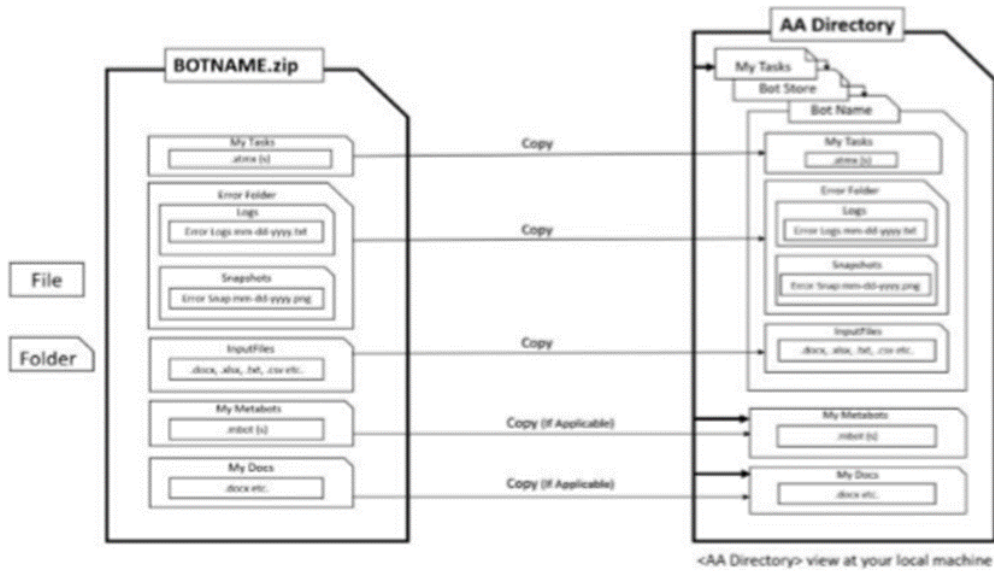 BOTNAME.zip
My Tasks
.atmx (s)
Error Folder
Logs
Error Logs mm-dd-yyyy.txt
Snapshots
Error Snap mm-dd-yyyy.png
InputFiles
.docx, .xlsx, .txt, .csv etc.
My Metabots
.mbot (s)
My Docs
.docx etc.
File
Folder
Copy
Copy
Copy
Copy (If Applicable)
Copy (If Applicable)
AA Directory
My Tasks
Bot Store
Bot Name
My Tasks
.atmx (s)
Error Folder
Logs
Error Logs mm-dd-yyyy.txt
Snapshots
Error Snap mm-dd-yyyy.png
InputFiles
.docx, .xlsx, .txt, .csv etc.
My Metabots
.mbot (s)
My Docs
.docx etc.
<AA Directory> view at your local machine